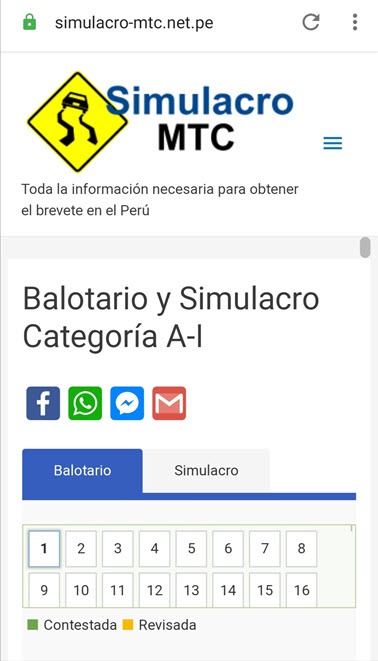 simulacro-mtc.net.pe
Simulacro
MTC
Toda la información necesaria para obtener
el brevete en el Perú
Balotario y Simulacro
Categoría A-I
Balotario Simulacro
1 2 3 4 5 6 7 8
9 10 11 12 13 14 15 16
Contestada Revisada